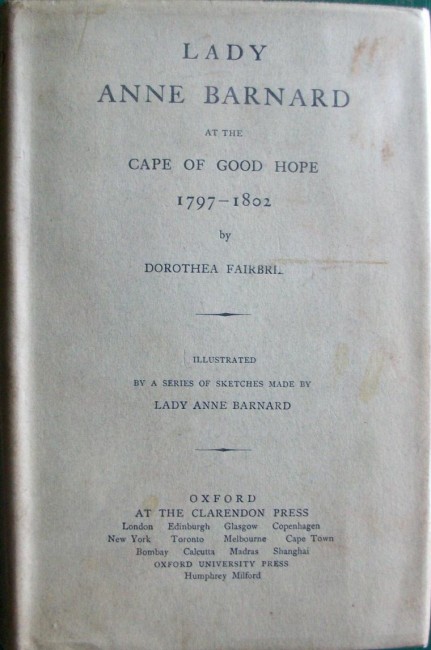 LADY
ANNE BARNARD
AT THE
CAPE OF GOOD HOPE
1797–1802
by
DOROTHEA
ILLUSTRATED
BY A SERIES OF SKETCHES MADE BY
LADY ANNE BARNARD
OXFORD
AT THE CLARENDON PRESS
London Edinburgh Glasgow Copenhagen
New York Toronto Melbourne Cape Town
Bombay Calcutta Madras Shanghai
OXFORD UNIVERSITY PRESS
Humphrey Milford